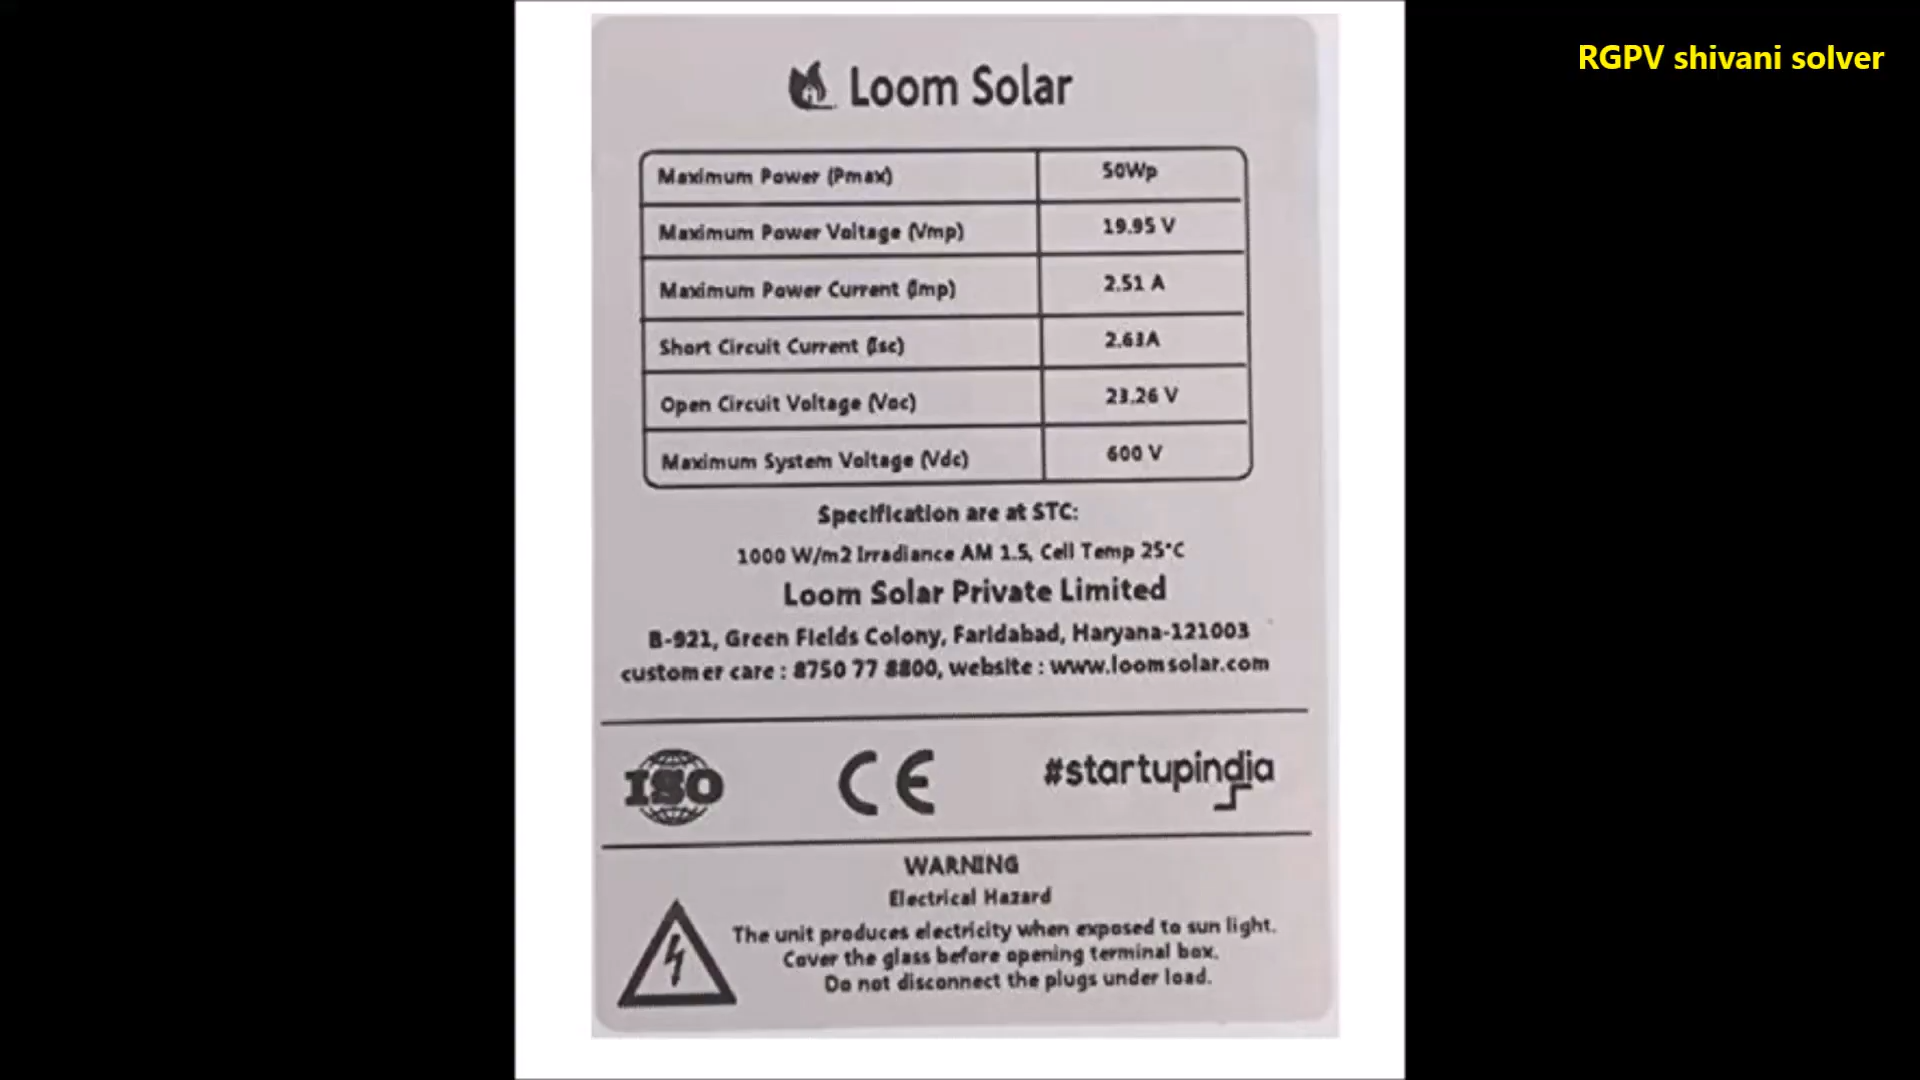 RGPV shivani solver
Loom Solar
Maximum Power (Pmax) 50Wp
Maximum Power Voltage (Vmp) 19.95 V
Maximum Power Current (Imp) 2.51 A
Short Circuit Current (Isc) 2.63A
Open Circuit Voltage (Voc) 23.26 V
Maximum System Voltage (Vdc) 600 V
Specification are at STC:
1000 W/m2 Irradiance AM 1.5, Cell Temp 25°C
Loom Solar Private Limited
B-921, Green Fields Colony, Faridabad, Haryana-121003
customer care : 8750 77 8800, website : www.loomsolar.com
ISO CE #startupindia
WARNING
Electrical Hazard
The unit produces electricity when exposed to sun light.
Cover the glass before opening terminal box.
Do not disconnect the plugs under load.